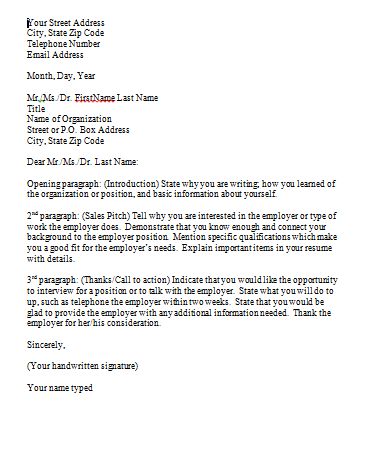 Your Street Address
City, State Zip Code
Telephone Number
Email Address
Month, Day, Year
Mr./Ms./Dr. FirstName Last Name
Title
Name of Organization
Street or P.O. Box Address
City, State Zip Code
Dear Mr./Ms./Dr. Last Name:
Opening paragraph: (Introduction) State why you are writing; how you learned of
the organization or position, and basic information about yourself.
2nd paragraph: (Sales Pitch) Tell why you are interested in the employer or type of
work the employer does. Demonstrate that you know enough and connect your
background to the employer position. Mention specific qualifications which make
you a good fit for the employer's needs. Explain important items in your resume
with details.
3rd paragraph: (Thanks/Call to action) Indicate that you would like the opportunity
to interview for a position or to talk with the employer. State what you will do to
up, such as telephone the employer within two weeks. State that you would be
glad to provide the employer with any additional information needed. Thank the
employer for her/his consideration.
Sincerely,
(Your handwritten signature)
Your name typed